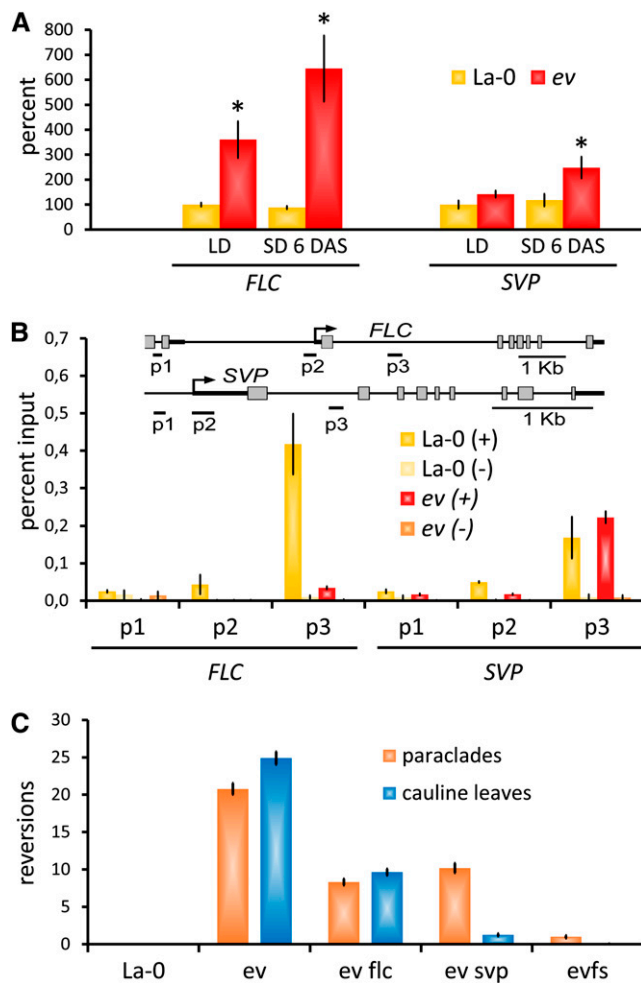 A
800
700
600
500
400
300
200
100
0
percent
* * *
La-0 ev
LD SD 6 DAS LD SD 6 DAS
FLC SVP
B
0,7
0,6
0,5
0,4
0,3
0,2
0,1
0,0
percent input
FLC
p1 p2 p3 1 Kb
SVP
p1 p2 p3 1 Kb
La-0 (+)
La-0 (-)
ev (+)
ev (-)
p1 p2 p3 p1 p2 p3
FLC SVP
C
30
25
20
15
10
5
0
reversions
paraclades
cauline leaves
La-0 ev ev flc ev svp evfs